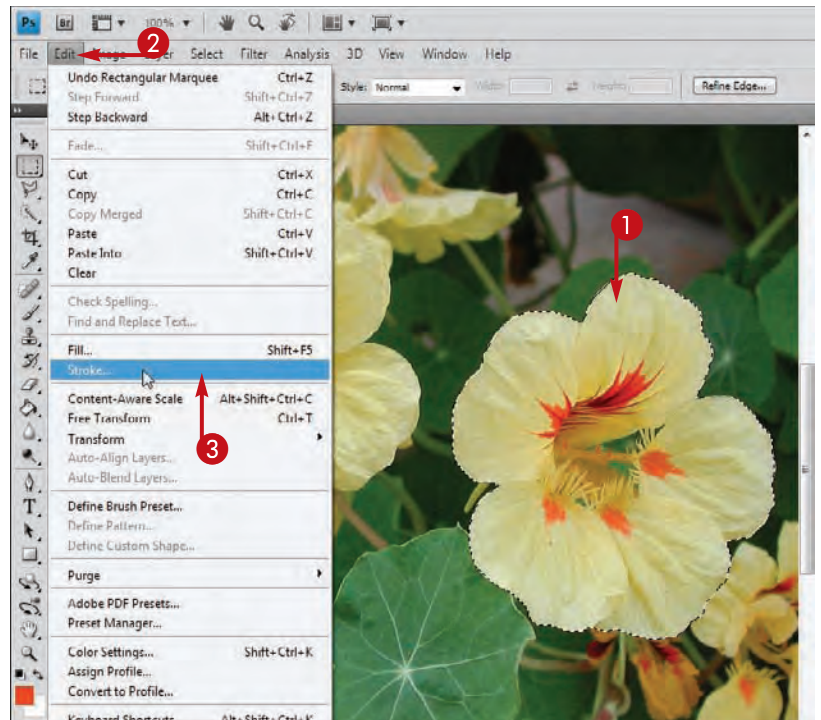 Ps Br 100%
File Edit Image Layer Select Filter Analysis 3D View Window Help
2
Style: Normal Width: Height: Refine Edge...
Undo Rectangular Marquee Ctrl+Z
Step Forward Shift+Ctrl+Z
Step Backward Alt+Ctrl+Z
Fade... Shift+Ctrl+F
Cut Ctrl+X
Copy Ctrl+C
Copy Merged Shift+Ctrl+C
Paste Ctrl+V
Paste Into Shift+Ctrl+V
Clear
1
Check Spelling...
Find and Replace Text...
Fill... Shift+F5
Stroke...
Content-Aware Scale Alt+Shift+Ctrl+C
Free Transform Ctrl+T
Transform
3
Auto-Align Layers...
Auto-Blend Layers...
Define Brush Preset...
T
Define Pattern...
Define Custom Shape...
Purge
Adobe PDF Presets...
Preset Manager...
Color Settings... Shift+Ctrl+K
Assign Profile...
Convert to Profile...
Keyboard Shortcuts... Alt+Shift+Ctrl+K